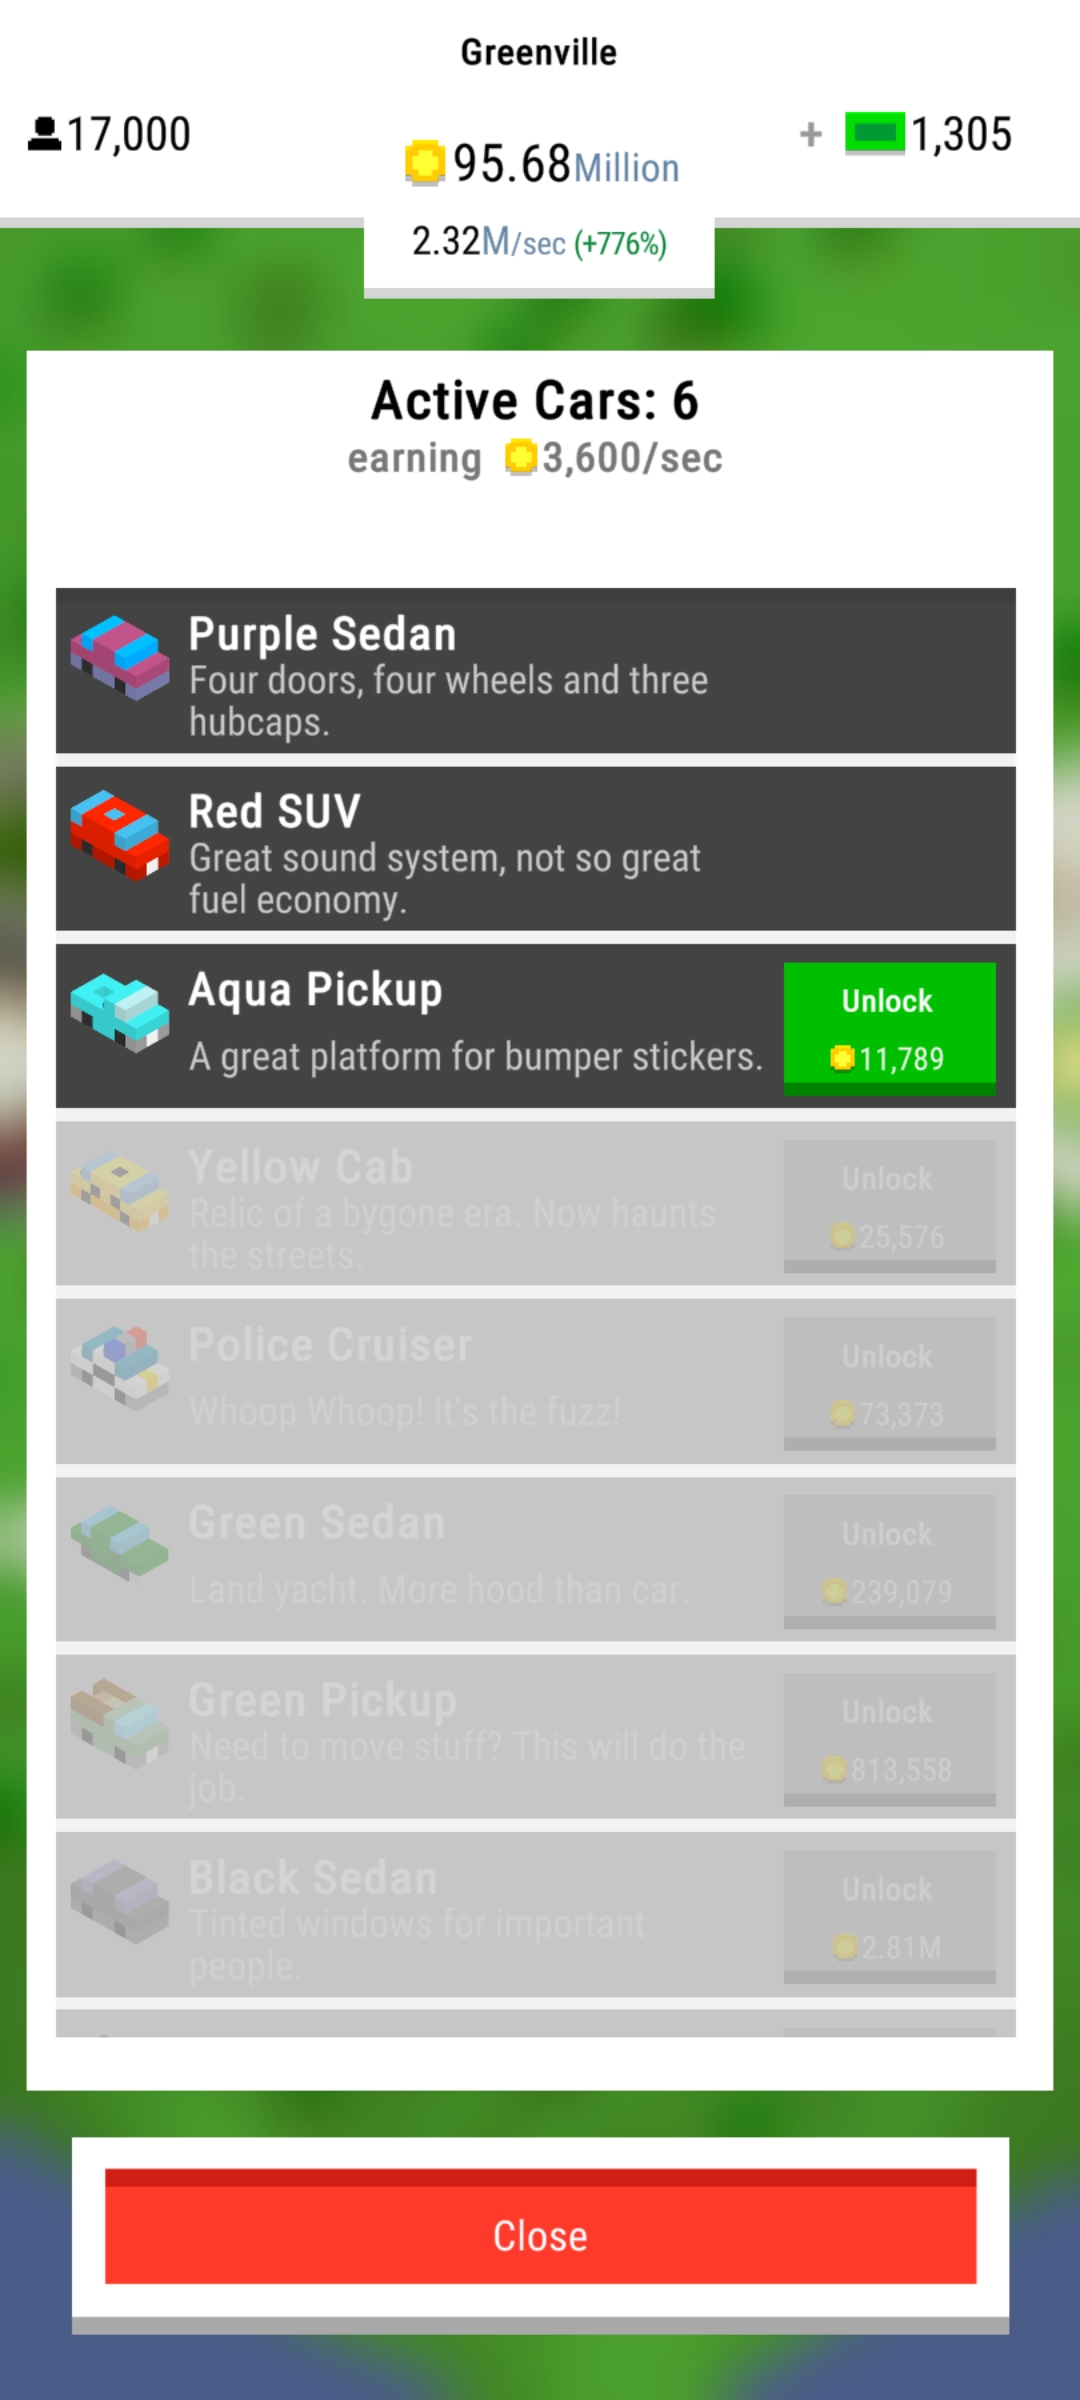 Greenville
17,000
95.68Million
+ 1,305
2.32M/sec (+776%)
Active Cars: 6
earning 3,600/sec
Purple Sedan
Four doors, four wheels and three
hubcaps.
Red SUV
Great sound system, not so great
fuel economy.
Aqua Pickup
A great platform for bumper stickers.
Unlock
11,789
Yellow Cab
Relic of a bygone era. Now haunts
the streets.
Unlock
25,576
Police Cruiser
Whoop Whoop! It's the fuzz!
Unlock
73,373
Green Sedan
Land yacht. More hood than car.
Unlock
239,079
Green Pickup
Need to move stuff? This will do the
job.
Unlock
813,558
Black Sedan
Tinted windows for important
people.
Unlock
2.81M
Close